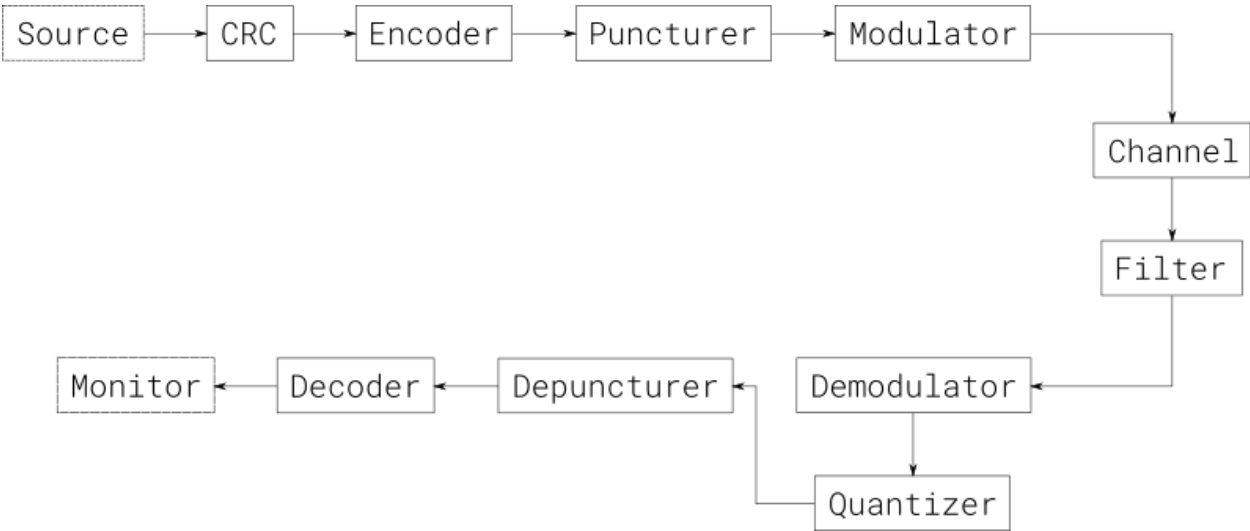 Source
CRC
Encoder
Puncturer
Modulator
Channel
Filter
Demodulator
Quantizer
Depuncturer
Decoder
Monitor